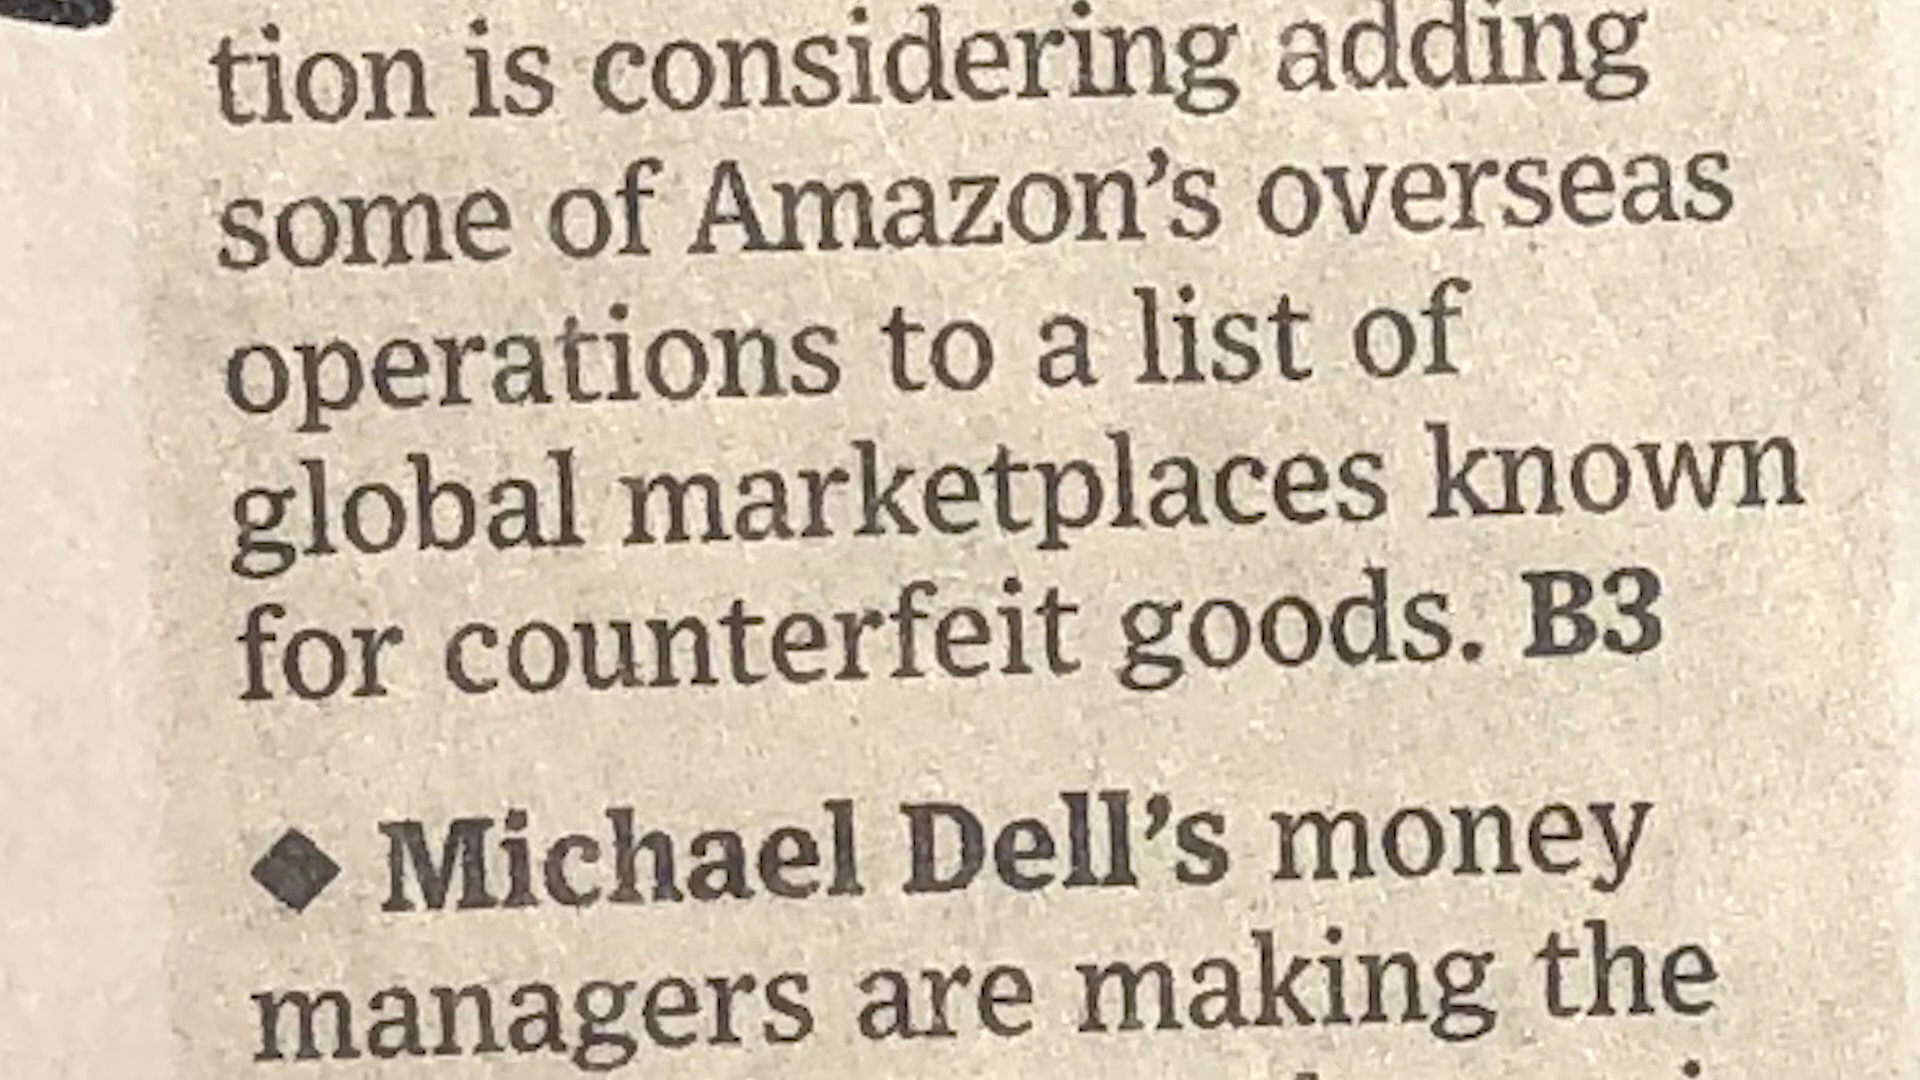 tion is considering adding
some of Amazon’s overseas
operations to a list of
global marketplaces known
for counterfeit goods. B3
◆ Michael Dell’s money
managers are making the